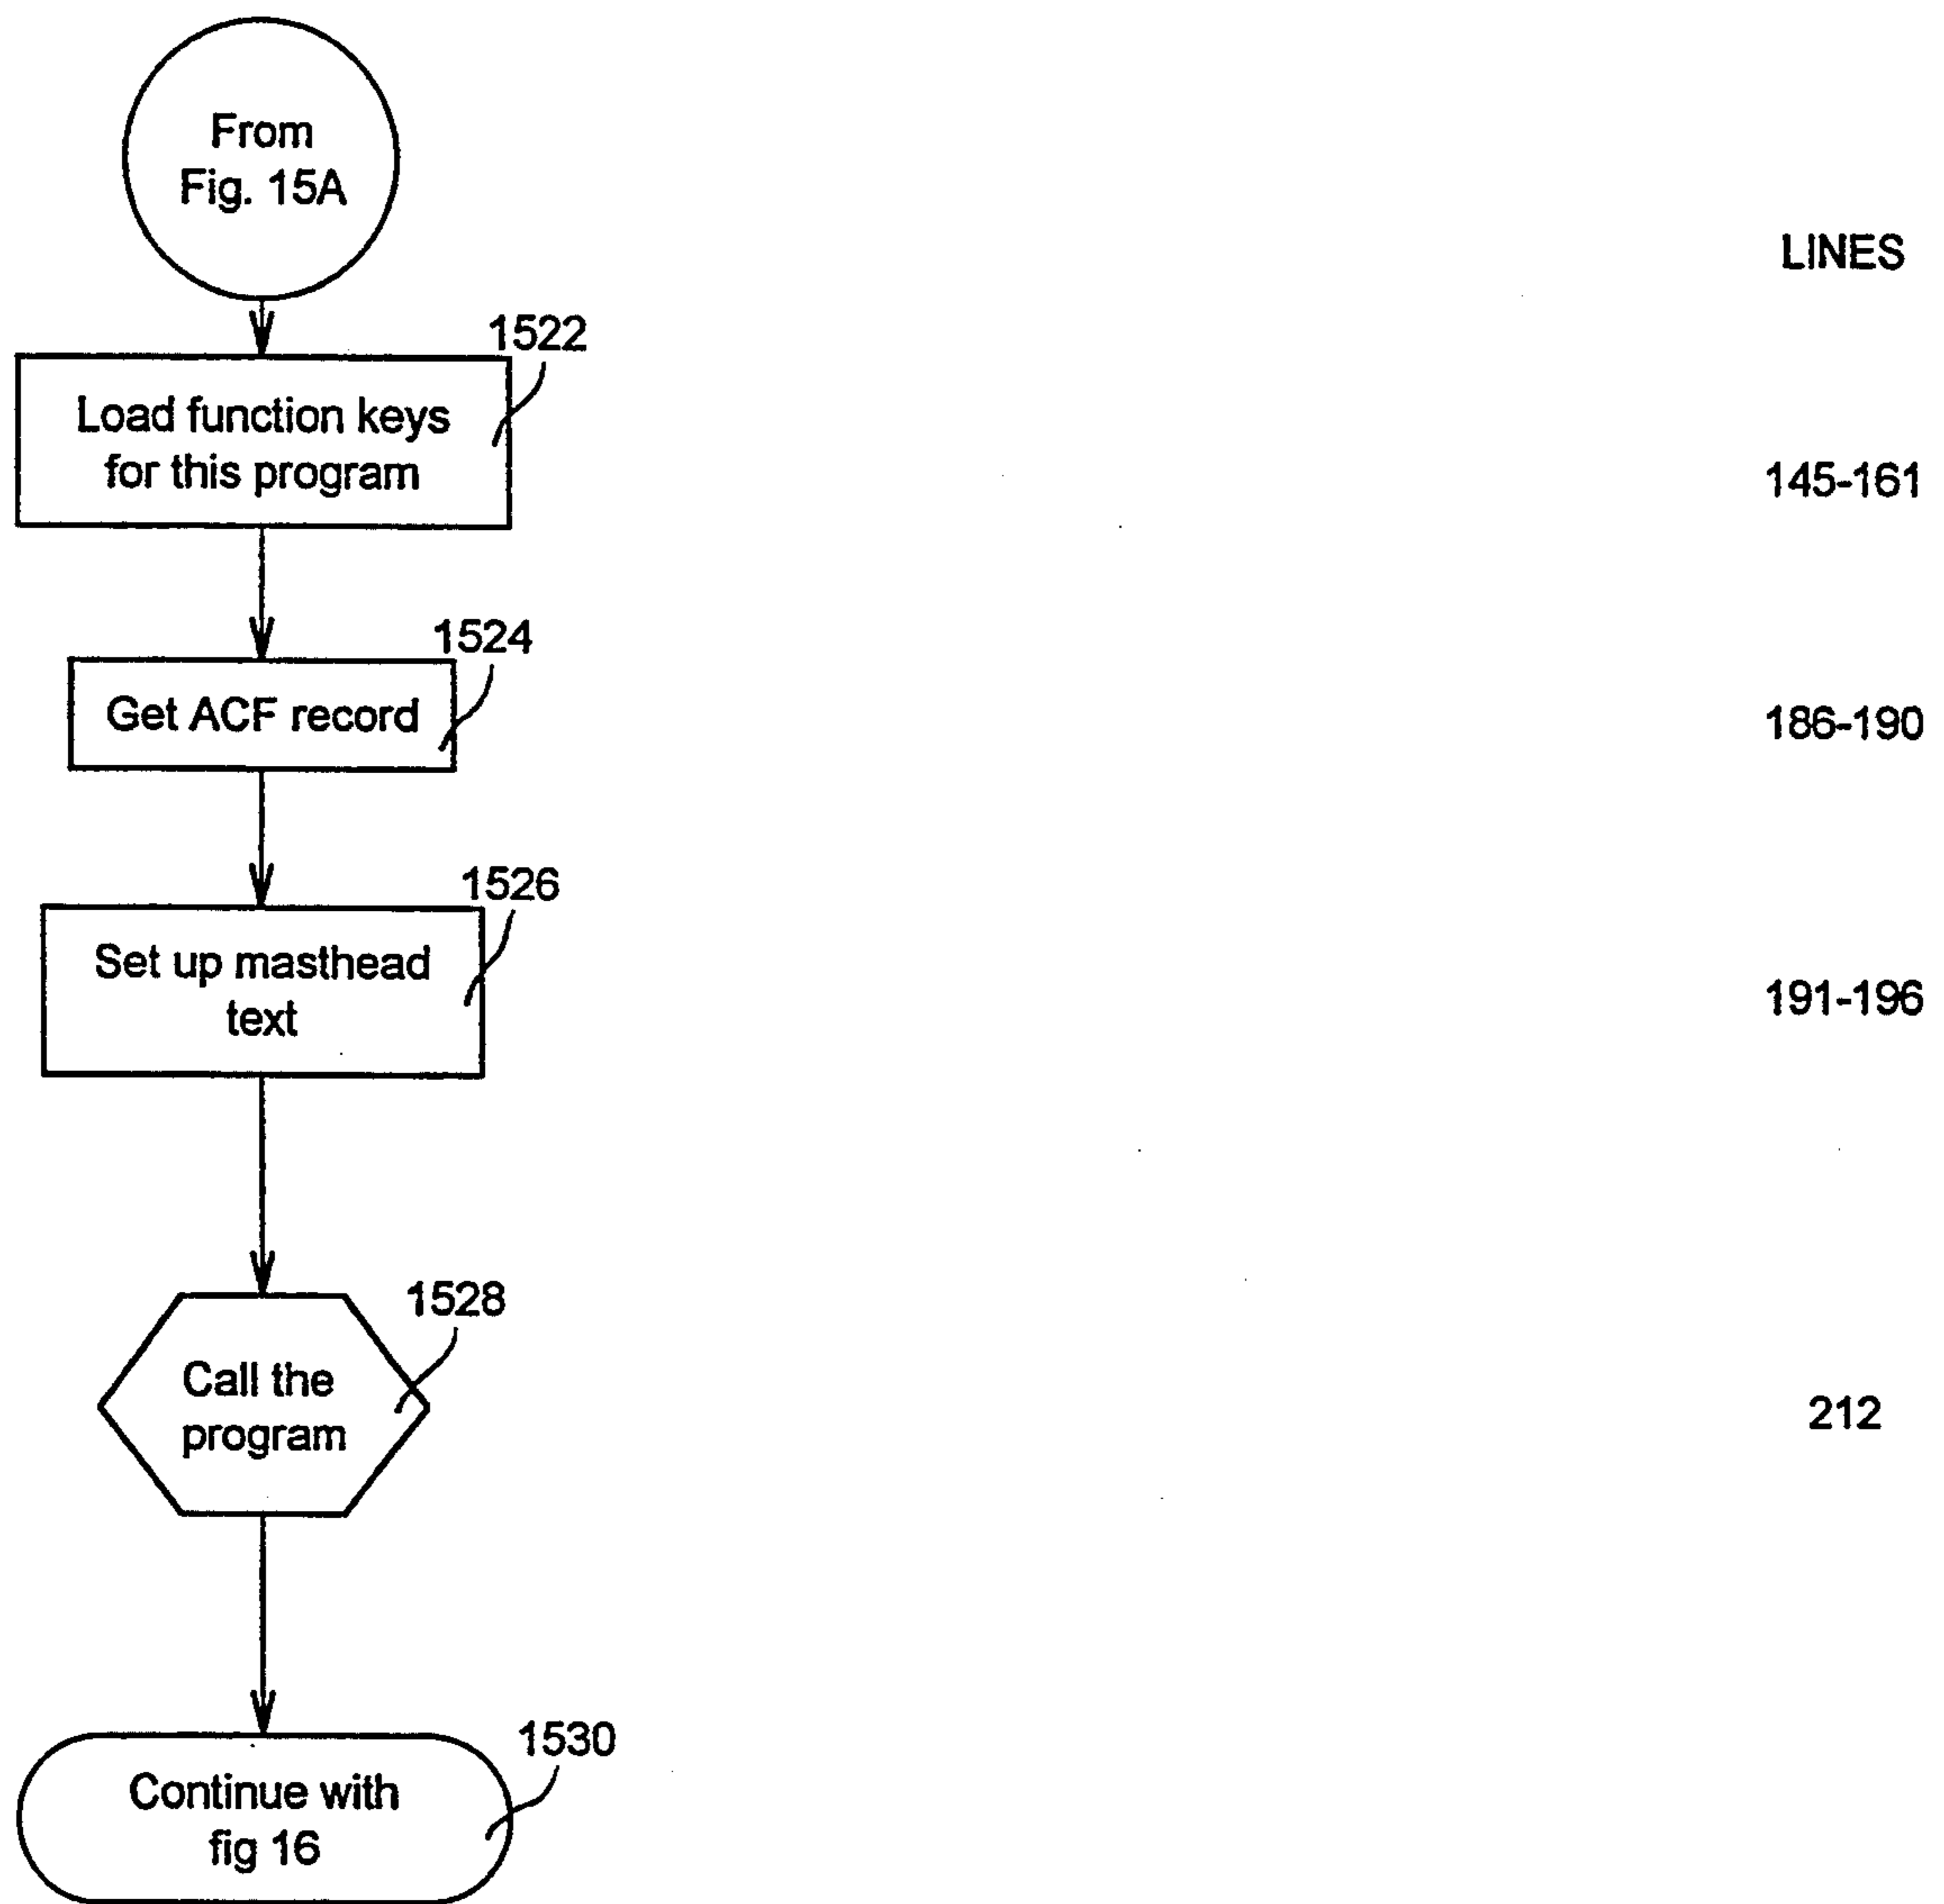 From
Fig. 15A
LINES
1522
Load function keys
for this program
145-161
1524
Get ACF record
186-190
1526
Set up masthead
text
191-196
1528
Call the
program
212
1530
Continue with
fig 16